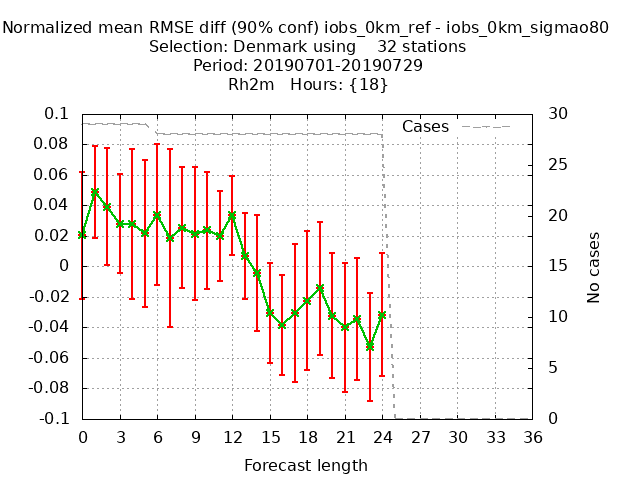 Normalized mean RMSE diff (90% conf) iobs_0km_ref - iobs_0km_sigmao80
Selection: Denmark using    32 stations
Period: 20190701-20190729
Rh2m   Hours: {18}
0.1
0.08
0.06
0.04
0.02
0
-0.02
-0.04
-0.06
-0.08
-0.1
Cases
30
25
20
15
10
5
0
No cases
0 3 6 9 12 15 18 21 24 27 30 33 36
Forecast length